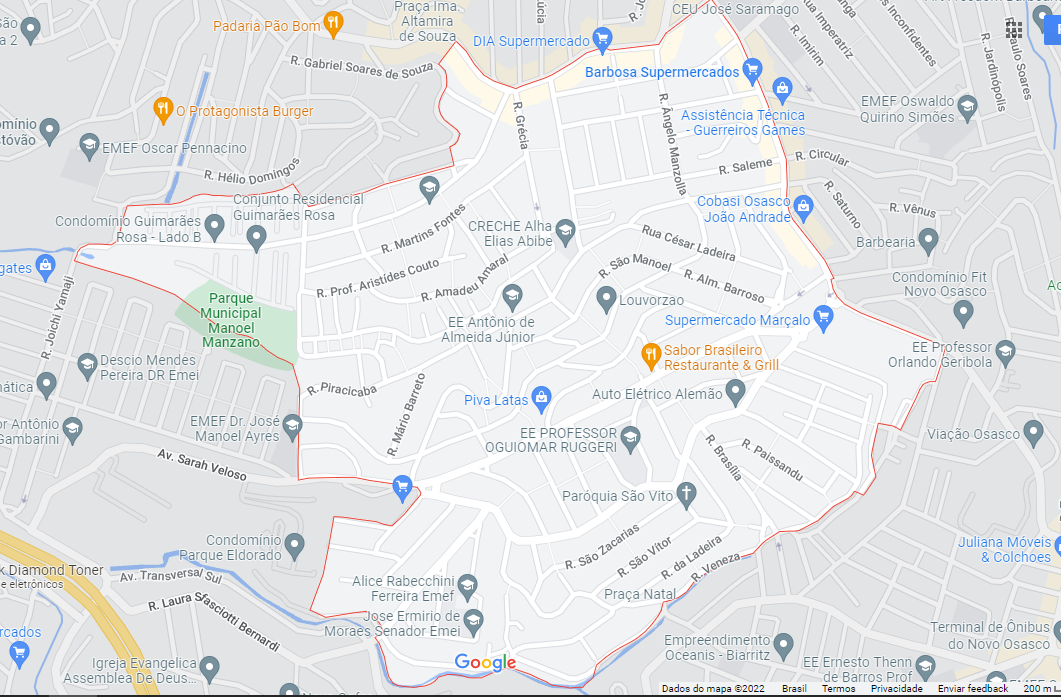 Praça Ima.
Altamira
de Souza
CEU José Saramago
Padaria Pão Bom
DIA Supermercado
R. Imperatriz
R. Imirim
s Inconfidentes
R. Jardinópolis
R. Paulo Soares
R. Gabriel Soares de Souza
Barbosa Supermercados
O Protagonista Burger
R. Grécia
R. Ângelo Manzolla
Assistência Técnica
- Guerreiros Games
EMEF Oswaldo
Quirino Simões
EMEF Oscar Pennacino
R. Hélio Domingos
R. Saleme
R. Circular
R. Saturno
R. Vênus
Conjunto Residencial
Guimarães Rosa
Condomínio Guimarães
Rosa - Lado B
R. Martins Fontes
CRECHE Alha
Elias Abibe
Cobasi Osasco
João Andrade
Barbearia
Rua César Ladeira
R. São Manoel
R. Alm. Barroso
R. Prof. Aristides Couto
R. Amadeu Amaral
Condomínio Fit
Novo Osasco
gates
R. Joichi Yamaji
Parque
Municipal
Manoel
Manzano
EE Antônio de
Almeida Júnior
Louvorzao
Supermercado Marçalo
Sabor Brasileiro
Restaurante & Grill
EE Professor
Orlando Geribola
Descio Mendes
Pereira DR Emei
R. Piracicaba
R. Mário Barreto
Piva Latas
Auto Elétrico Alemão
EMEF Dr. José
Manoel Ayres
or Antônio
Gambarini
EE PROFESSOR
OGUIOMAR RUGGERI
R. Brasília
R. Paissandu
Viação Osasco
Av. Sarah Veloso
Paróquia São Vito
Condomínio
Parque Eldorado
R. São Zacarias
R. São Vítor
R. da Ladeira
R. Veneza
Juliana Móveis
& Colchões
k Diamond Toner
e eletrônicos
Av. Transversal Sul
R. Laura Sfasciotti Bernardi
Alice Rabecchini
Ferreira Emef
Jose Ermirio de
Moraes Senador Emei
Praça Natal
Terminal de Ônibus
do Novo Osasco
Empreendimento
Oceanis - Biarritz
rcados
Igreja Evangelica
Assemblea De Deus...
Google
EE Ernesto Thenn
de Barros Prof
Dados do mapa ©2022 Brasil Termos Privacidade Enviar feedback 200 m